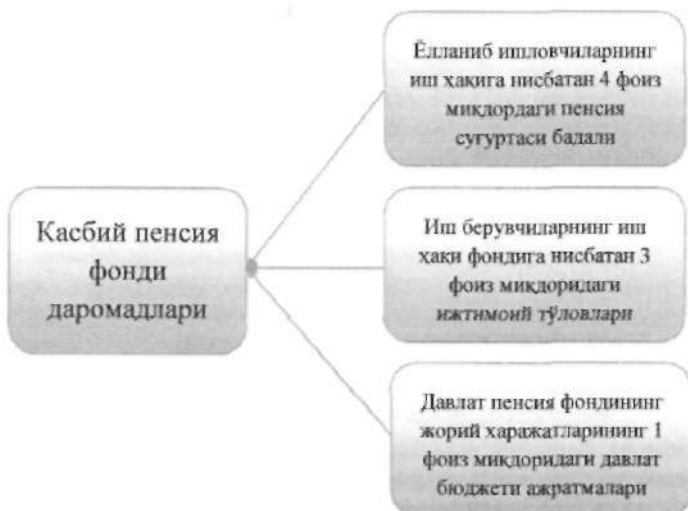 Касбий пенсия
фонди
даромадлари
Ёлланиб ишловчиларнинг
иш ҳақига нисбатан 4 фоиз
миқдордаги пенсия
суғуртаси бадали
Иш берувчиларнинг иш
ҳақи фондига нисбатан 3
фоиз миқдоридаги
ижтимоий тўловлари
Давлат пенсия фондининг
жорий харажатларининг 1
фоиз миқдоридаги давлат
бюджети ажратмалари